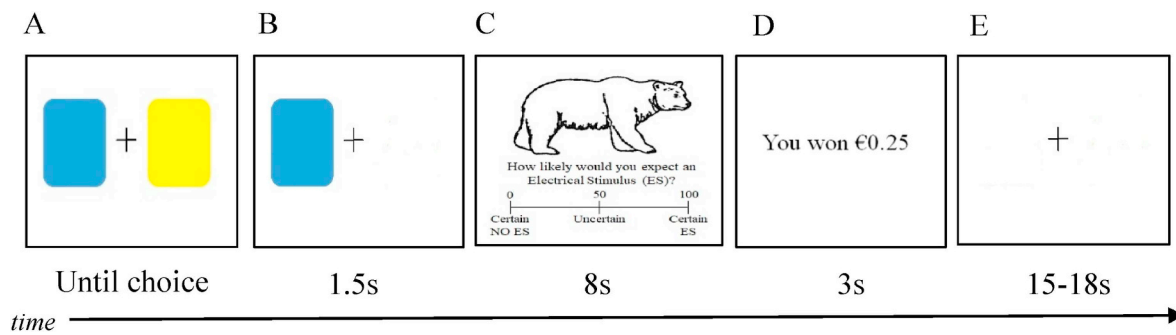 A B C D E
How likely would you expect an
Electrical Stimulus (ES)?
0 50 100
Certain Uncertain Certain
NO ES ES
You won €0.25
Until choice 1.5s 8s 3s 15-18s
time